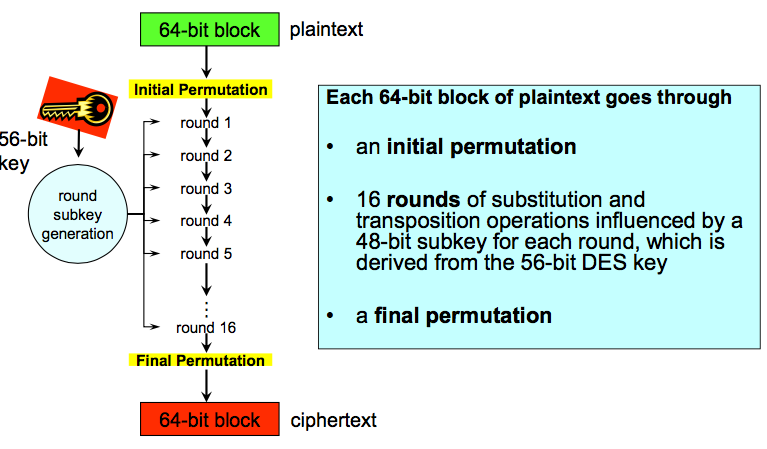 64-bit block plaintext
Initial Permutation
56-bit
key
round
subkey
generation
round 1
round 2
round 3
round 4
round 5
round 16
Final Permutation
64-bit block ciphertext
Each 64-bit block of plaintext goes through
• an initial permutation
• 16 rounds of substitution and
transposition operations influenced by a
48-bit subkey for each round, which is
derived from the 56-bit DES key
• a final permutation